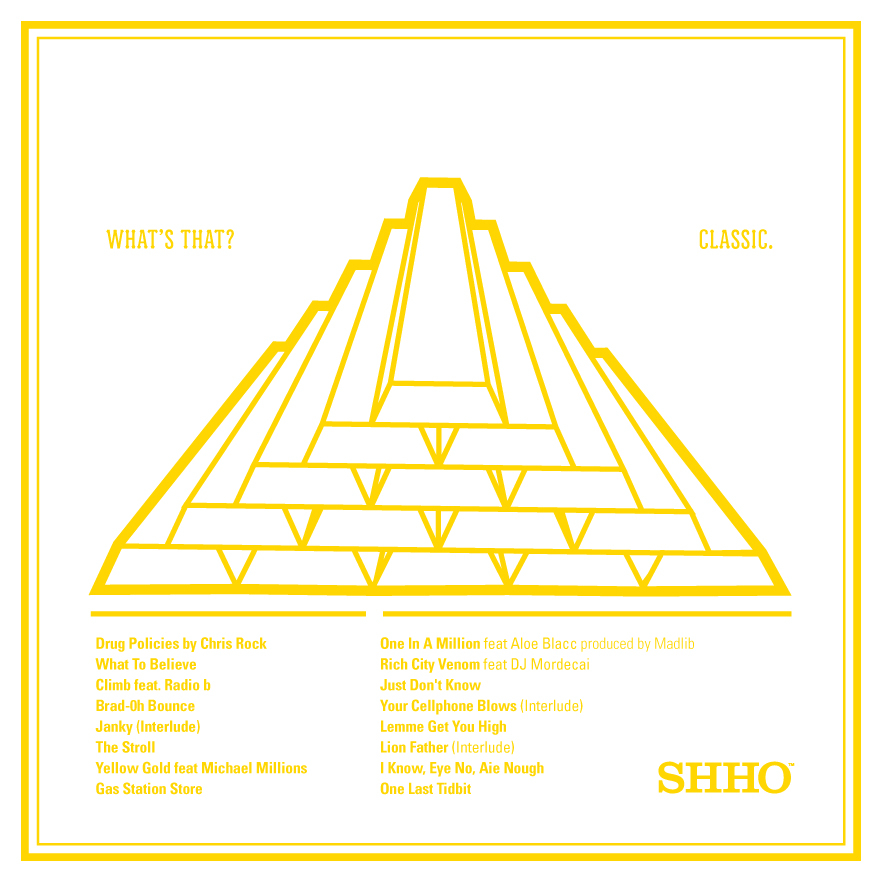 WHAT'S THAT?
CLASSIC.
Drug Policies by Chris Rock
What To Believe
Climb feat. Radio b
Brad-0h Bounce
Janky (Interlude)
The Stroll
Yellow Gold feat Michael Millions
Gas Station Store
One In A Million feat Aloe Blacc produced by Madlib
Rich City Venom feat DJ Mordecai
Just Don't Know
Your Cellphone Blows (Interlude)
Lemme Get You High
Lion Father (Interlude)
I Know, Eye No, Aie Nough
One Last Tidbit
SHHO™